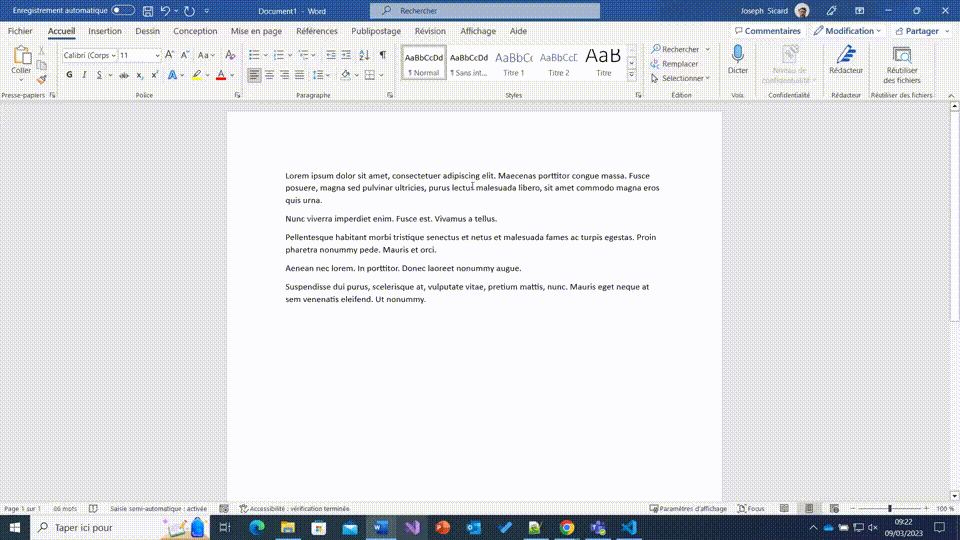 Enregistrement automatique
Document1 - Word
Rechercher
Joseph Sicard
Fichier Accueil Insertion Dessin Conception Mise en page Références Publipostage Révision Affichage Aide
Commentaires Modification Partager
Coller
Calibri (Corps 11
G I S
AaBbCcDd AaBbCcDd AaBbCc AaBbCcD AaB
¶ Normal ¶ Sans int... Titre 1 Titre 2 Titre
Rechercher
Remplacer
Sélectionner
Dicter
Niveau de
confidentialité
Rédacteur
Réutiliser
des fichiers
Presse-papiers Police Paragraphe Styles Édition Voix Confidentialité Rédacteur Réutiliser des fichiers
Lorem ipsum dolor sit amet, consectetuer adipiscing elit. Maecenas porttitor congue massa. Fusce
posuere, magna sed pulvinar ultricies, purus lectus malesuada libero, sit amet commodo magna eros
quis urna.
Nunc viverra imperdiet enim. Fusce est. Vivamus a tellus.
Pellentesque habitant morbi tristique senectus et netus et malesuada fames ac turpis egestas. Proin
pharetra nonummy pede. Mauris et orci.
Aenean nec lorem. In porttitor. Donec laoreet nonummy augue.
Suspendisse dui purus, scelerisque at, vulputate vitae, pretium mattis, nunc. Mauris eget neque at
sem venenatis eleifend. Ut nonummy.
Page 1 sur 1 66 mots Saisie semi-automatique : activée Accessibilité : vérification terminée Paramètres d'affichage Focus 100 %
Taper ici pour
09:22
09/03/2023